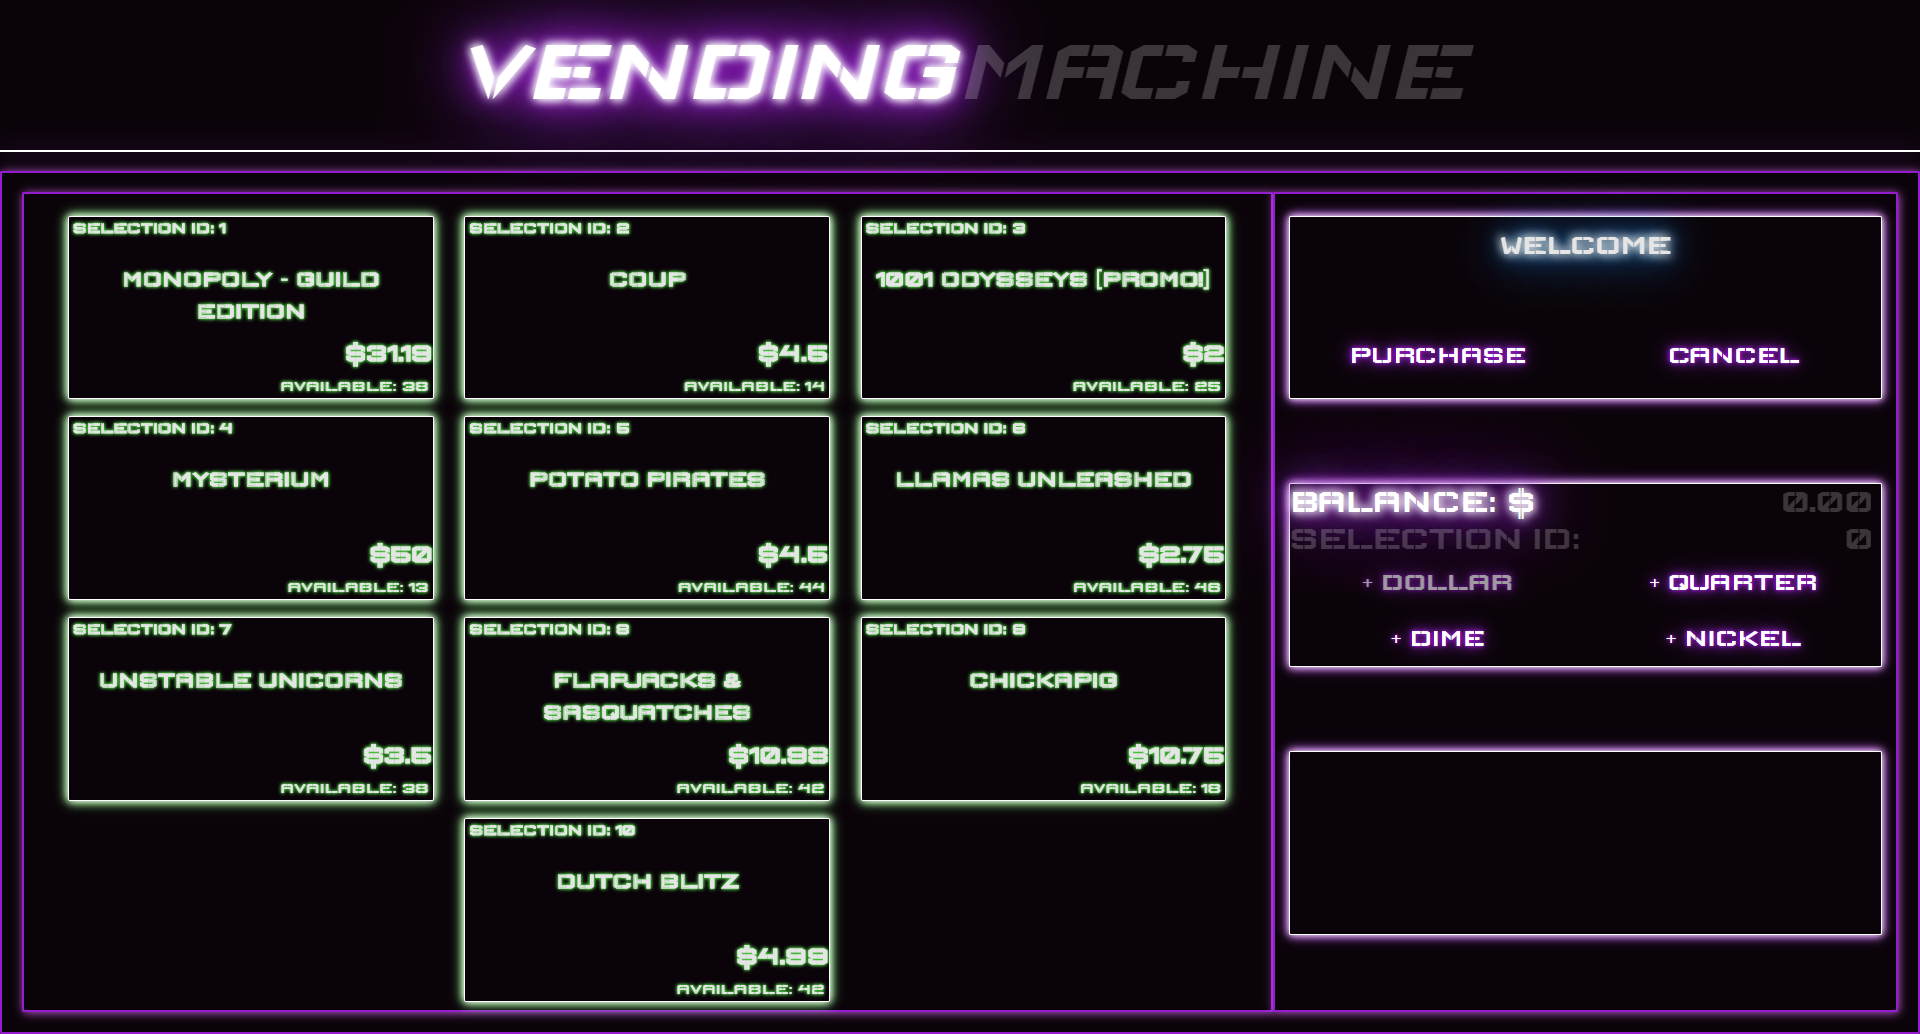 VENDINGMACHINE
SELECTION ID: 1
MONOPOLY - GUILD
EDITION
$31.19
AVAILABLE: 38
SELECTION ID: 2
COUP
$4.5
AVAILABLE: 14
SELECTION ID: 3
1001 ODYSSEYS [PROMO!]
$2
AVAILABLE: 25
SELECTION ID: 4
MYSTERIUM
$50
AVAILABLE: 13
SELECTION ID: 5
POTATO PIRATES
$4.5
AVAILABLE: 44
SELECTION ID: 6
LLAMAS UNLEASHED
$2.75
AVAILABLE: 46
SELECTION ID: 7
UNSTABLE UNICORNS
$3.5
AVAILABLE: 38
SELECTION ID: 8
FLAPJACKS &
SASQUATCHES
$10.99
AVAILABLE: 42
SELECTION ID: 9
CHICKAPIG
$10.75
AVAILABLE: 18
SELECTION ID: 10
DUTCH BLITZ
$4.99
AVAILABLE: 42
WELCOME
PURCHASE
CANCEL
BALANCE: $ 0.00
SELECTION ID: 0
+ DOLLAR
+ QUARTER
+ DIME
+ NICKEL